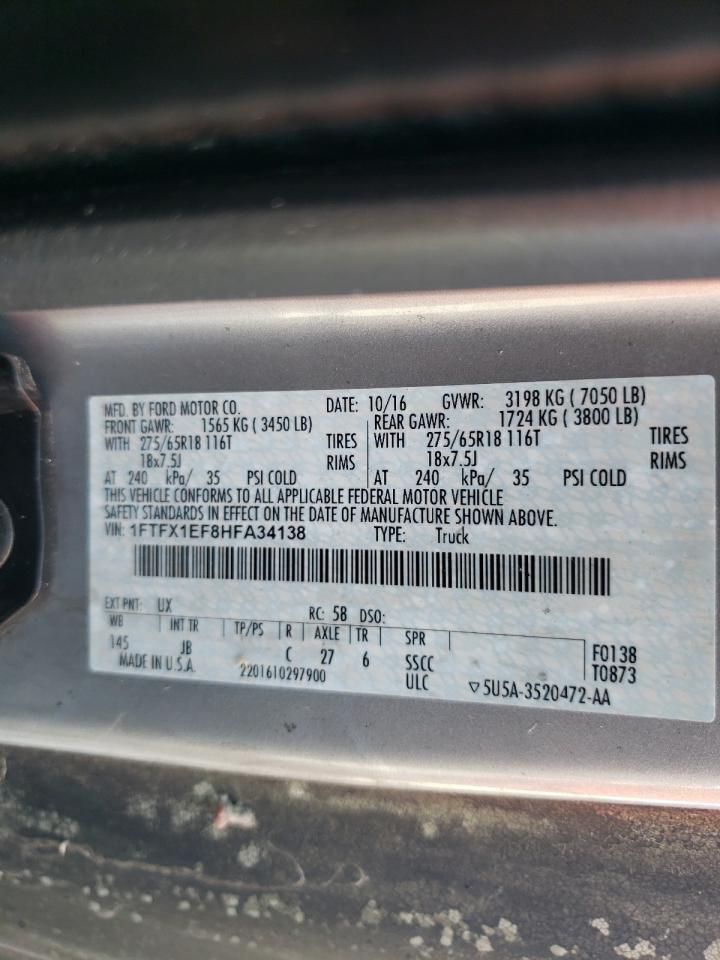 MFD. BY FORD MOTOR CO. DATE: 10/16 GVWR: 3198 KG ( 7050 LB)
FRONT GAWR: 1565 KG ( 3450 LB) REAR GAWR: 1724 KG ( 3800 LB)
WITH 275/65R18 116T TIRES WITH 275/65R18 116T TIRES
18x7.5J RIMS 18x7.5J RIMS
AT 240 kPa/ 35 PSI COLD AT 240 kPa/ 35 PSI COLD
THIS VEHICLE CONFORMS TO ALL APPLICABLE FEDERAL MOTOR VEHICLE
SAFETY STANDARDS IN EFFECT ON THE DATE OF MANUFACTURE SHOWN ABOVE.
VIN: 1FTFX1EF8HFA34138 TYPE: Truck
EXT PNT: UX RC: 58 DSO:
WB INT TR TP/PS R AXLE TR SPR
145 JB C 27 6 SSCC F0138
MADE IN U.S.A. 2201610297900 ULC ▽5U5A-3520472-AA T0873